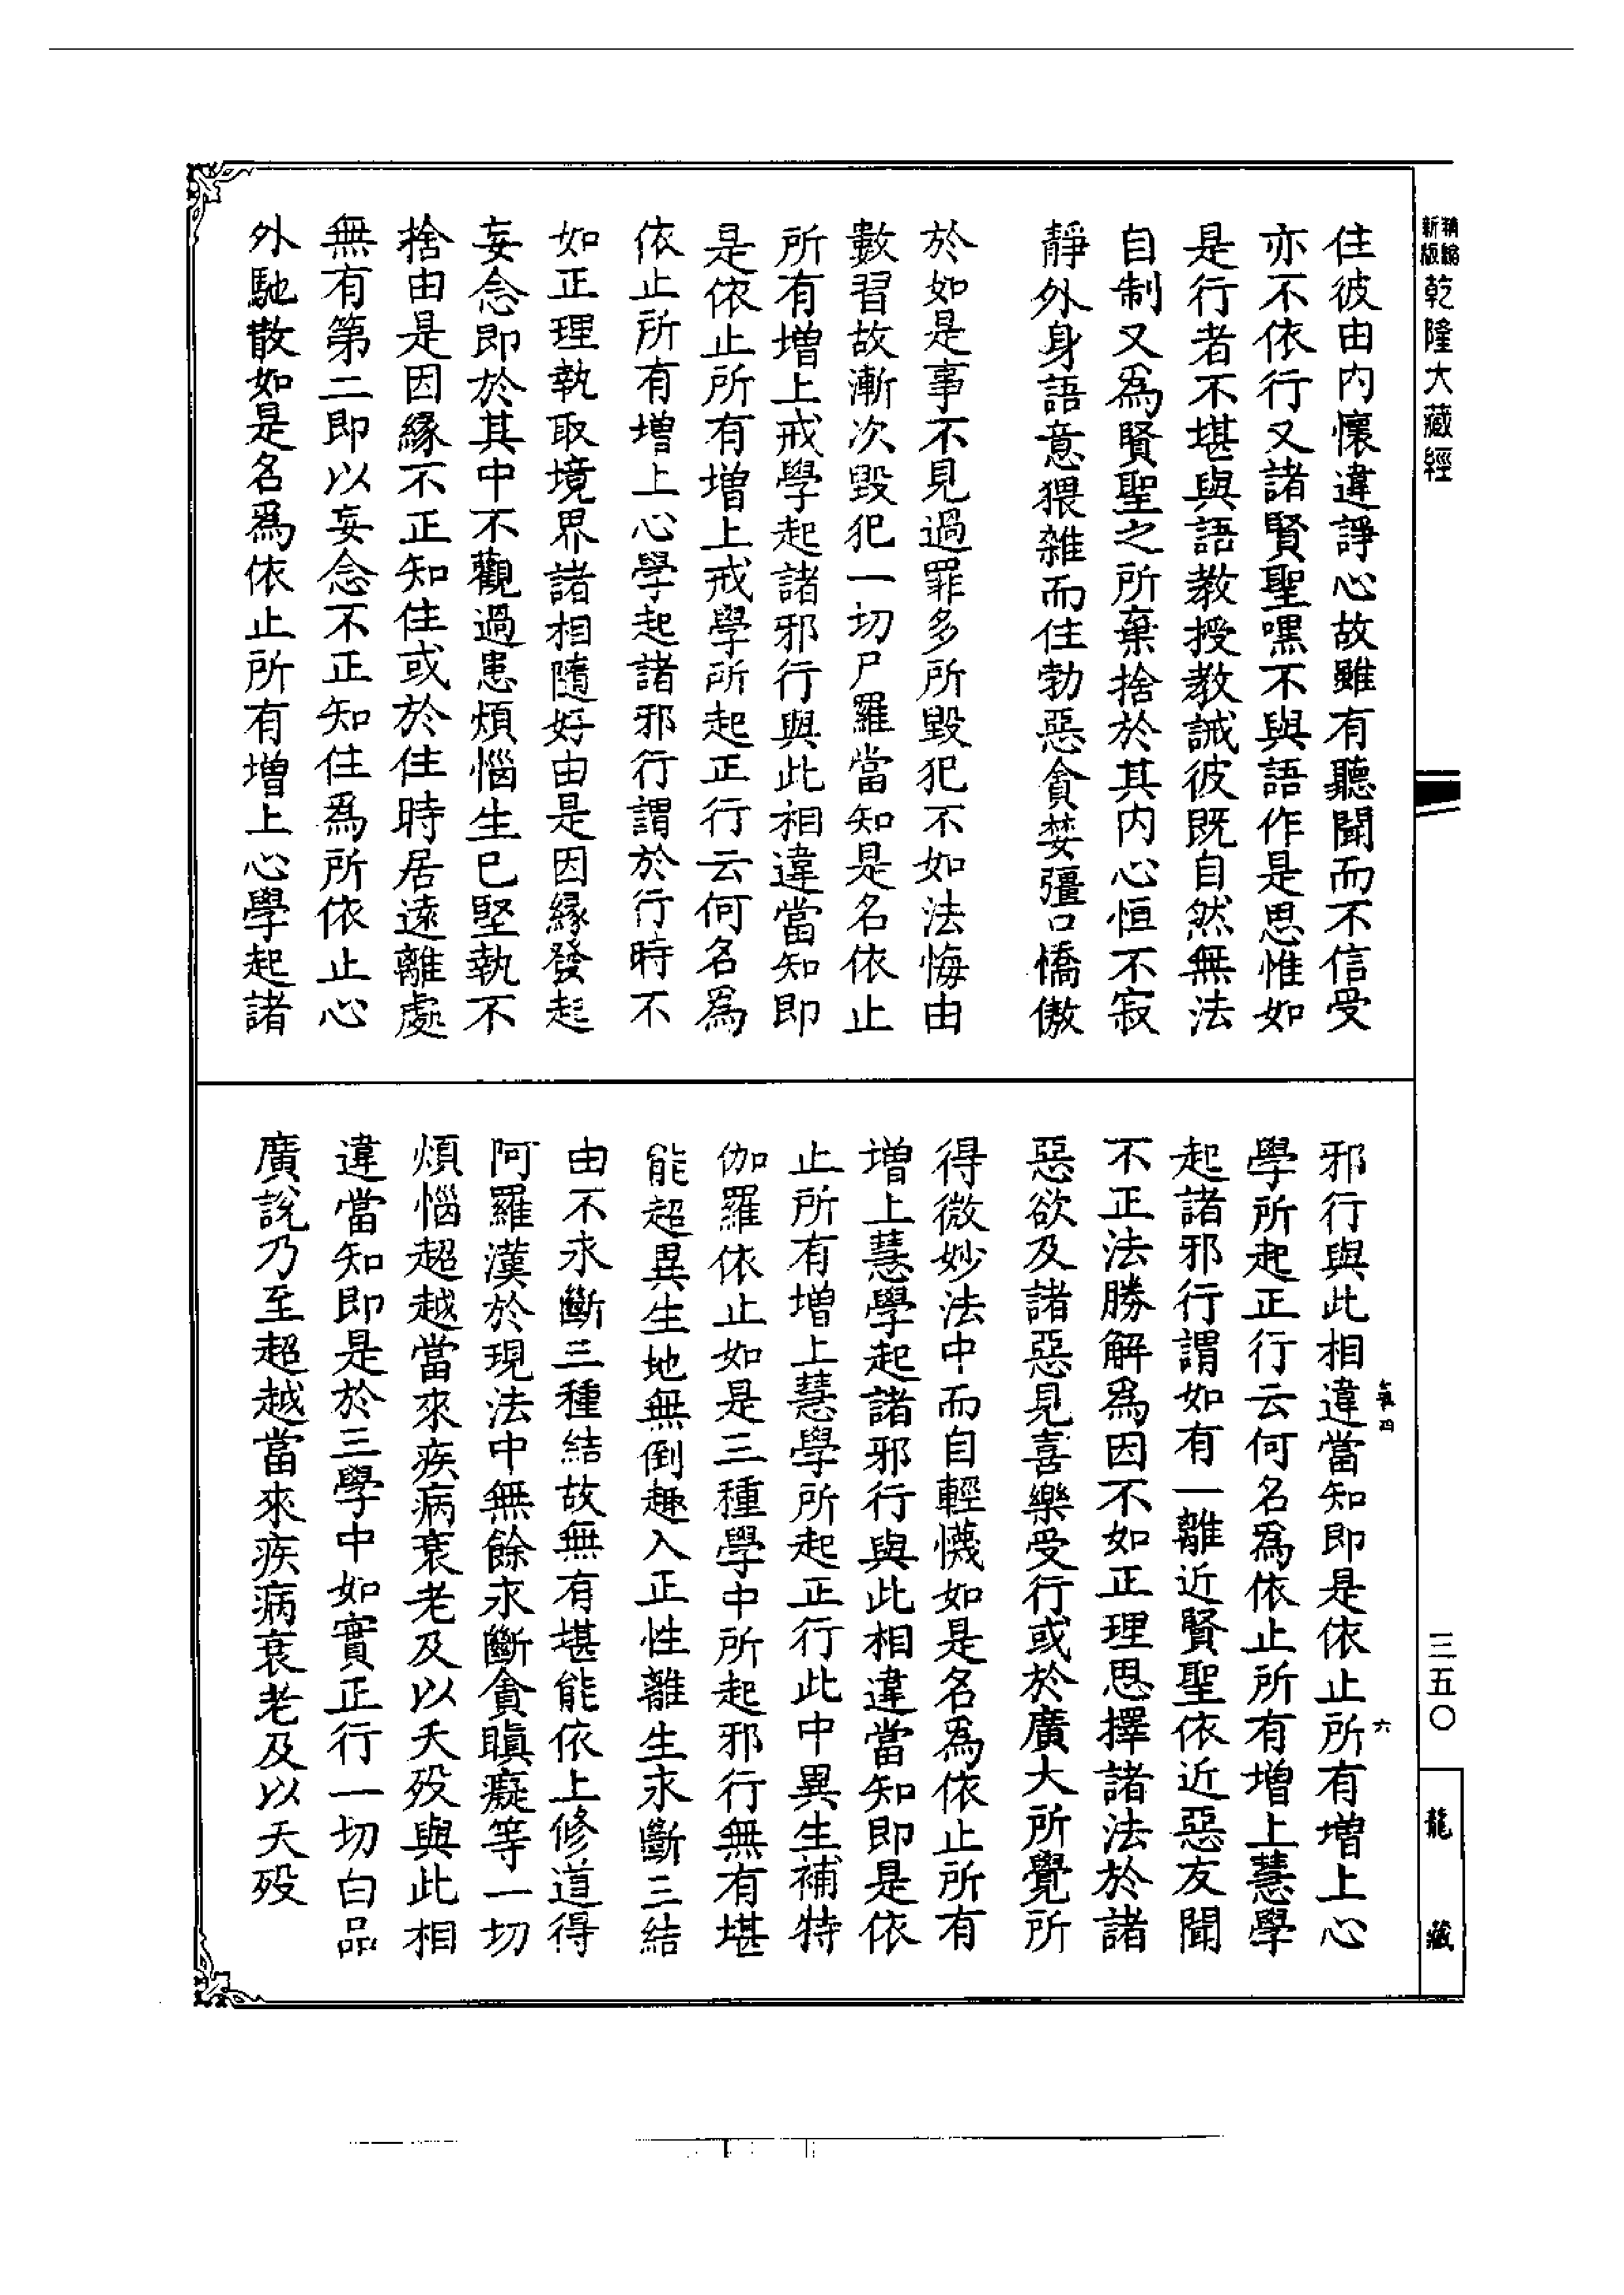 新編
新版
乾隆大藏經
住彼由內懷違諍心故雖有聽聞而不信受
亦不依行又諸賢聖嘿不與語作是思惟如
是行者不堪與語教授教誡彼既自然無法
自制又為賢聖之所棄捨於其內心恒不寂
靜外身語意猥雜而住勃惡貪婪彊口憍傲
於如是事不見過罪多所毀犯不如法悔由
數習故漸次毀犯一切尸羅當知是名依止
所有增上戒學起諸邪行與此相違當知即
是依止所有增上戒學所起正行云何名為
依止所有增上心學起諸邪行謂於行時不
如正理執取境界諸相隨好由是因緣發起
妄念即於其中不觀過患煩惱生已堅執不
捨由是因緣不正知住或於住時居遠離處
無有第二即以妄念不正知住為所依止心
外馳散如是名為依止所有增上心學起諸
邪行與此相違當知即是依止所有增上心
學所起正行云何名為依止所有增上慧學
起諸邪行謂如有一離近賢聖依近惡友聞
不正法勝解為因不如正理思擇諸法於諸
惡欲及諸惡見喜樂受行或於廣大所覺所
得微妙法中而自輕懱如是名為依止所有
增上慧學起諸邪行與此相違當知即是依
止所有增上慧學所起正行此中異生補特
伽羅依止如是三種學中所起邪行無有堪
能超異生地無倒趣入正性離生永斷三結
由不永斷三種結故無有堪能依上修道得
阿羅漢於現法中無餘永斷貪瞋癡等一切
煩惱超越當來疾病衰老及以夭歿與此相
違當知即是於三學中如實正行一切白品
廣說乃至超越當來疾病衰老及以夭歿
氣四
六
三五〇
龍藏